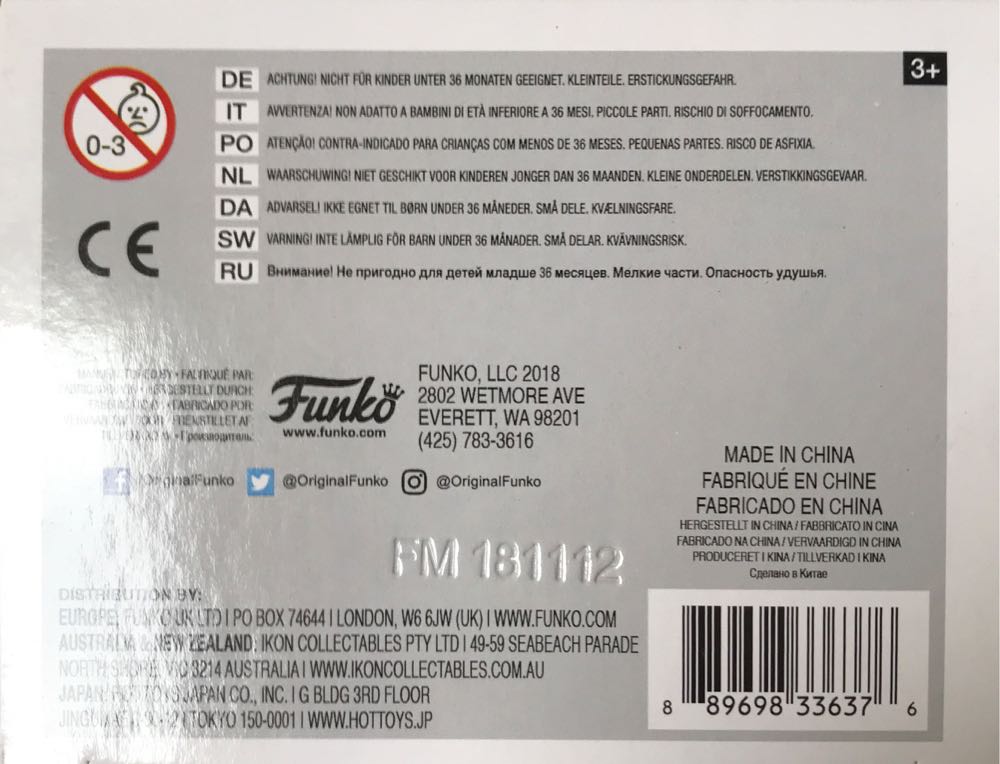 3+
0-3
DE ACHTUNG! NICHT FÜR KINDER UNTER 36 MONATEN GEEIGNET. KLEINTEILE. ERSTICKUNGSGEFAHR.
IT AVVERTENZA! NON ADATTO A BAMBINI DI ETÀ INFERIORE A 36 MESI. PICCOLE PARTI. RISCHIO DI SOFFOCAMENTO.
PO ATENÇÃO! CONTRA-INDICADO PARA CRIANÇAS COM MENOS DE 36 MESES. PEQUENAS PARTES. RISCO DE ASFIXIA.
NL WAARSCHUWING! NIET GESCHIKT VOOR KINDEREN JONGER DAN 36 MAANDEN. KLEINE ONDERDELEN. VERSTIKKINGSGEVAAR.
DA ADVARSEL! IKKE EGNET TIL BØRN UNDER 36 MÅNEDER. SMÅ DELE. KVÆLNINGSFARE.
SW VARNING! INTE LÄMPLIG FÖR BARN UNDER 36 MÅNADER. SMÅ DELAR. KVÄVNINGSRISK.
RU Внимание! Не пригодно для детей младше 36 месяцев. Мелкие части. Опасность удушья.
CE
PAR:
DURCH:
FABRICADO POR:
Производитель:
Funko
www.funko.com
FUNKO, LLC 2018
2802 WETMORE AVE
EVERETT, WA 98201
(425) 783-3616
@OriginalFunko @OriginalFunko
MADE IN CHINA
FABRIQUÉ EN CHINE
FABRICADO EN CHINA
HERGESTELLT IN CHINA / FABBRICATO IN CINA
FABRICADO NA CHINA / VERVAARDIGD IN CHINA
PRODUCERET I KINA / TILLVERKAD I KINA
Сделано в Китае
FM 181112
DISTRIBUTION BY:
EUROPE: FUNKO UK LTD | PO BOX 74644 | LONDON, W6 6JW (UK) | WWW.FUNKO.COM
AUSTRALIA & NEW ZEALAND: IKON COLLECTABLES PTY LTD | 49-59 SEABEACH PARADE
NORTH SHORE, VIC 3214 AUSTRALIA | WWW.IKONCOLLECTABLES.COM.AU
JAPAN: HOT TOYS JAPAN CO., INC. | G BLDG 3RD FLOOR
TOKYO 150-0001 | WWW.HOTTOYS.JP
8 89698 33637 6